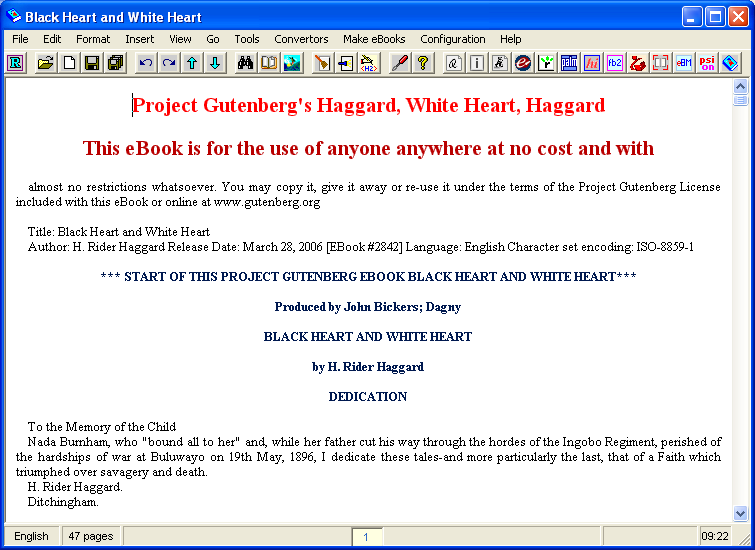 Black Heart and White Heart
File Edit Format Insert View Go Tools Convertors Make eBooks Configuration Help
R <H2> ? i e palm hi fb2 eBM psi on
Project Gutenberg's Haggard, White Heart, Haggard
This eBook is for the use of anyone anywhere at no cost and with
almost no restrictions whatsoever. You may copy it, give it away or re-use it under the terms of the Project Gutenberg License
included with this eBook or online at www.gutenberg.org
Title: Black Heart and White Heart
Author: H. Rider Haggard Release Date: March 28, 2006 [EBook #2842] Language: English Character set encoding: ISO-8859-1
*** START OF THIS PROJECT GUTENBERG EBOOK BLACK HEART AND WHITE HEART***
Produced by John Bickers; Dagny
BLACK HEART AND WHITE HEART
by H. Rider Haggard
DEDICATION
To the Memory of the Child
Nada Burnham, who "bound all to her" and, while her father cut his way through the hordes of the Ingobo Regiment, perished of
the hardships of war at Buluwayo on 19th May, 1896, I dedicate these tales-and more particularly the last, that of a Faith which
triumphed over savagery and death.
H. Rider Haggard.
Ditchingham.
English 47 pages 1 09:22